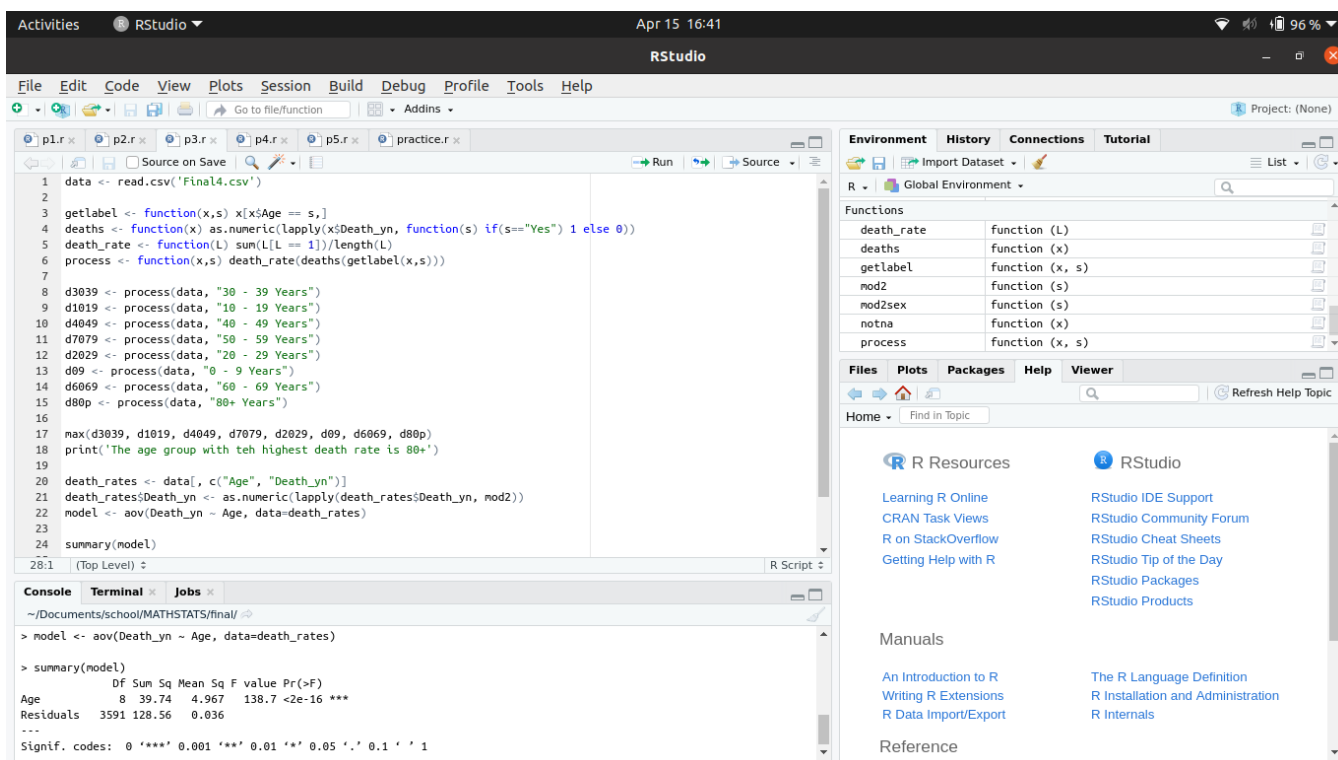 Activities RStudio Apr 15 16:41 96 %
RStudio
File Edit Code View Plots Session Build Debug Profile Tools Help
Go to file/function Addins Project: (None)
p1.r p2.r p3.r p4.r p5.r practice.r
Source on Save Run Source
1 data <- read.csv('Final4.csv')
2
3 getlabel <- function(x,s) x[x$Age == s,]
4 deaths <- function(x) as.numeric(lapply(x$Death_yn, function(s) if(s=="Yes") 1 else 0))
5 death_rate <- function(L) sum(L[L == 1])/length(L)
6 process <- function(x,s) death_rate(deaths(getlabel(x,s)))
7
8 d3039 <- process(data, "30 - 39 Years")
9 d1019 <- process(data, "10 - 19 Years")
10 d4049 <- process(data, "40 - 49 Years")
11 d7079 <- process(data, "50 - 59 Years")
12 d2029 <- process(data, "20 - 29 Years")
13 d09 <- process(data, "0 - 9 Years")
14 d6069 <- process(data, "60 - 69 Years")
15 d80p <- process(data, "80+ Years")
16
17 max(d3039, d1019, d4049, d7079, d2029, d09, d6069, d80p)
18 print('The age group with teh highest death rate is 80+')
19
20 death_rates <- data[, c("Age", "Death_yn")]
21 death_rates$Death_yn <- as.numeric(lapply(death_rates$Death_yn, mod2))
22 model <- aov(Death_yn ~ Age, data=death_rates)
23
24 summary(model)
28:1 (Top Level) R Script
Console Terminal Jobs
~/Documents/school/MATHSTATS/final/
> model <- aov(Death_yn ~ Age, data=death_rates)
> summary(model)
Df Sum Sq Mean Sq F value Pr(>F)
Age 8 39.74 4.967 138.7 <2e-16 ***
Residuals 3591 128.56 0.036
---
Signif. codes: 0 ‘***’ 0.001 ‘**’ 0.01 ‘*’ 0.05 ‘.’ 0.1 ‘ ’ 1
Environment History Connections Tutorial
Import Dataset List
R Global Environment
Functions
death_rate function (L)
deaths function (x)
getlabel function (x, s)
mod2 function (s)
mod2sex function (s)
notna function (x)
process function (x, s)
Files Plots Packages Help Viewer
Refresh Help Topic
Home Find in Topic
R Resources
Learning R Online
CRAN Task Views
R on StackOverflow
Getting Help with R
R RStudio
RStudio IDE Support
RStudio Community Forum
RStudio Cheat Sheets
RStudio Tip of the Day
RStudio Packages
RStudio Products
Manuals
An Introduction to R The R Language Definition
Writing R Extensions R Installation and Administration
R Data Import/Export R Internals
Reference